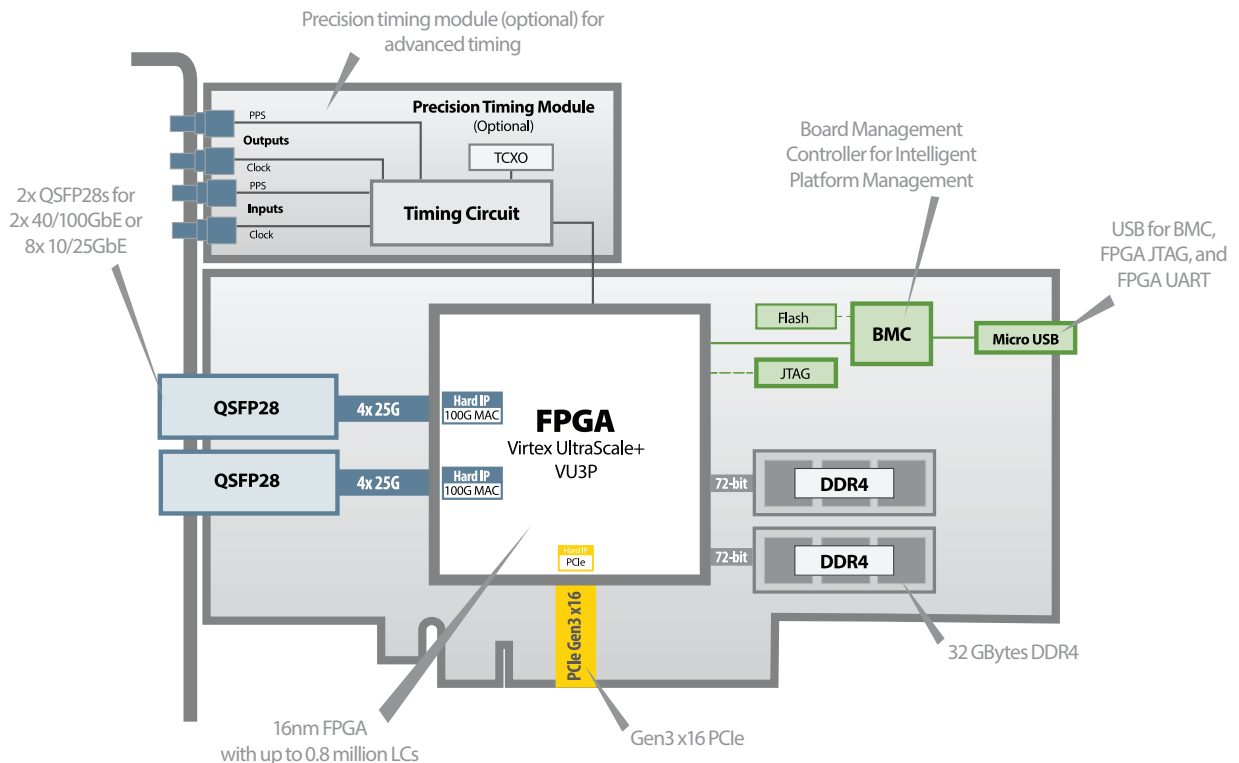 Precision timing module (optional) for
advanced timing
PPS
Outputs
Clock
PPS
Inputs
Clock
Precision Timing Module
(Optional)
TCXO
Timing Circuit
Board Management
Controller for Intelligent
Platform Management
2x QSFP28s for
2x 40/100GbE or
8x 10/25GbE
USB for BMC,
FPGA JTAG, and
FPGA UART
Flash
BMC
Micro USB
JTAG
QSFP28
4x 25G
Hard IP
100G MAC
QSFP28
4x 25G
Hard IP
100G MAC
FPGA
Virtex UltraScale+
VU3P
72-bit
DDR4
72-bit
DDR4
Hard IP
PCIe
PCIe Gen3 x16
32 GBytes DDR4
16nm FPGA
with up to 0.8 million LCs
Gen3 x16 PCIe